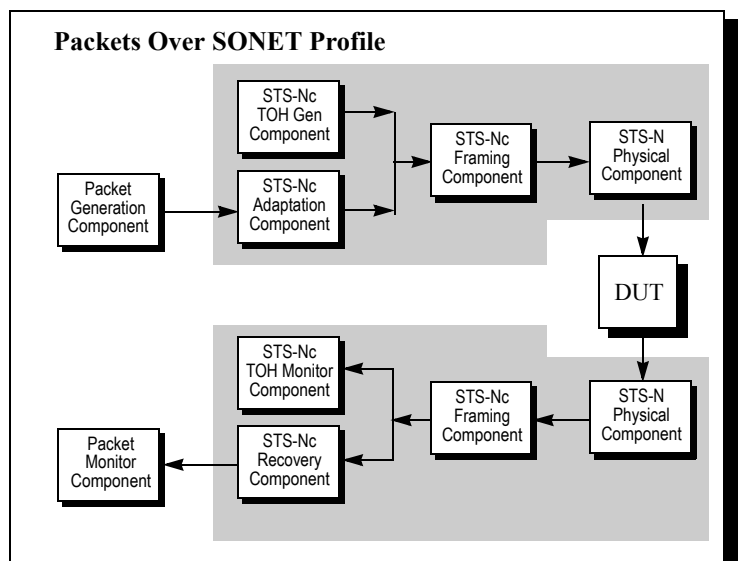 Packets Over SONET Profile
STS-Nc
TOH Gen
Component
STS-Nc
Framing
Component
STS-N
Physical
Component
Packet
Generation
Component
STS-Nc
Adaptation
Component
DUT
STS-Nc
TOH Monitor
Component
STS-Nc
Framing
Component
STS-N
Physical
Component
Packet
Monitor
Component
STS-Nc
Recovery
Component